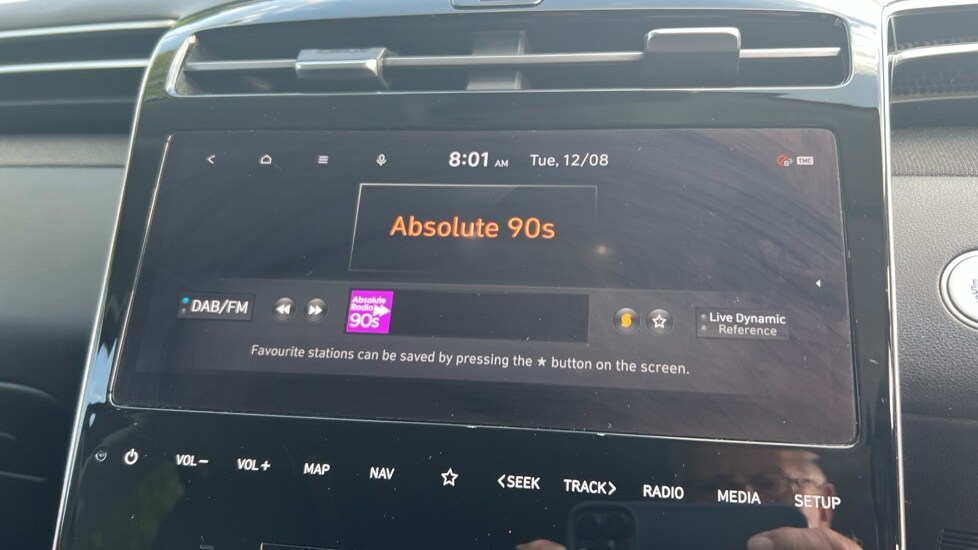 8:01 AM Tue, 12/08 TMC
Absolute 90s
DAB/FM
Absolute
Radio
90s
Live Dynamic
Reference
Favourite stations can be saved by pressing the ★ button on the screen.
VOL− VOL+ MAP NAV ☆ <SEEK TRACK> RADIO MEDIA SETUP